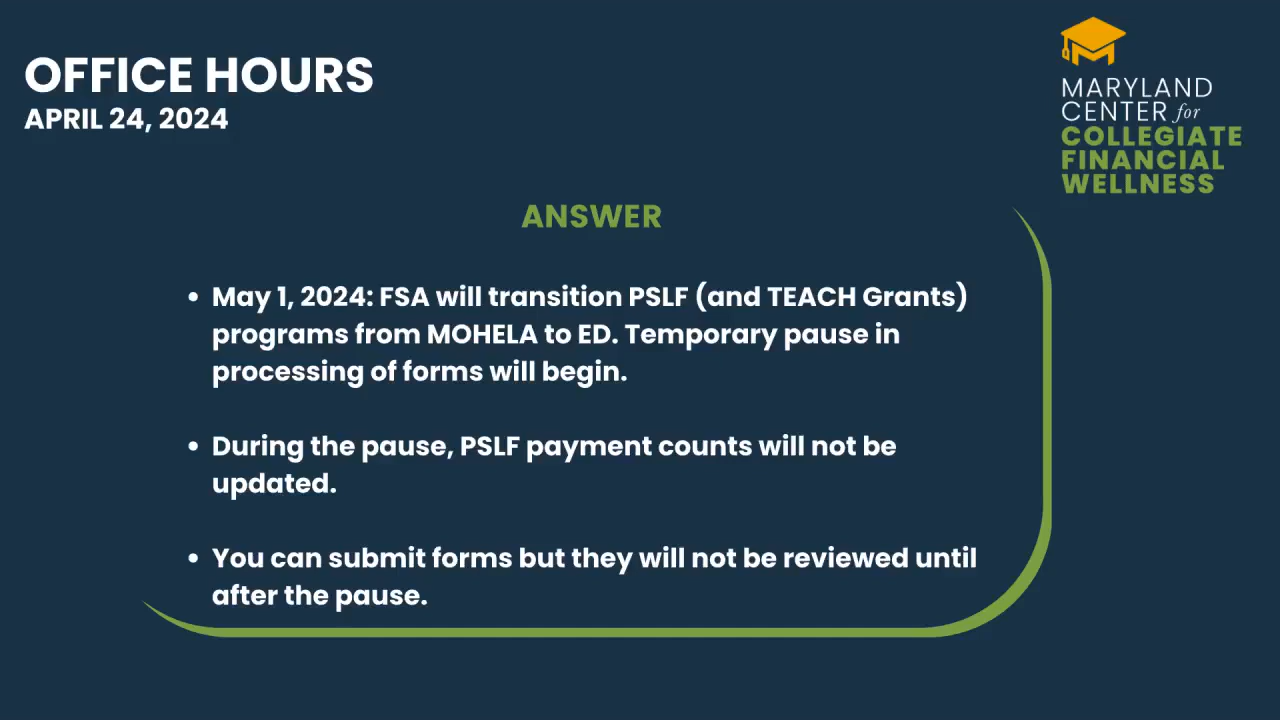 OFFICE HOURS
APRIL 24, 2024
MARYLAND
CENTER for
COLLEGIATE
FINANCIAL
WELLNESS
ANSWER
• May 1, 2024: FSA will transition PSLF (and TEACH Grants)
programs from MOHELA to ED. Temporary pause in
processing of forms will begin.
• During the pause, PSLF payment counts will not be
updated.
• You can submit forms but they will not be reviewed until
after the pause.